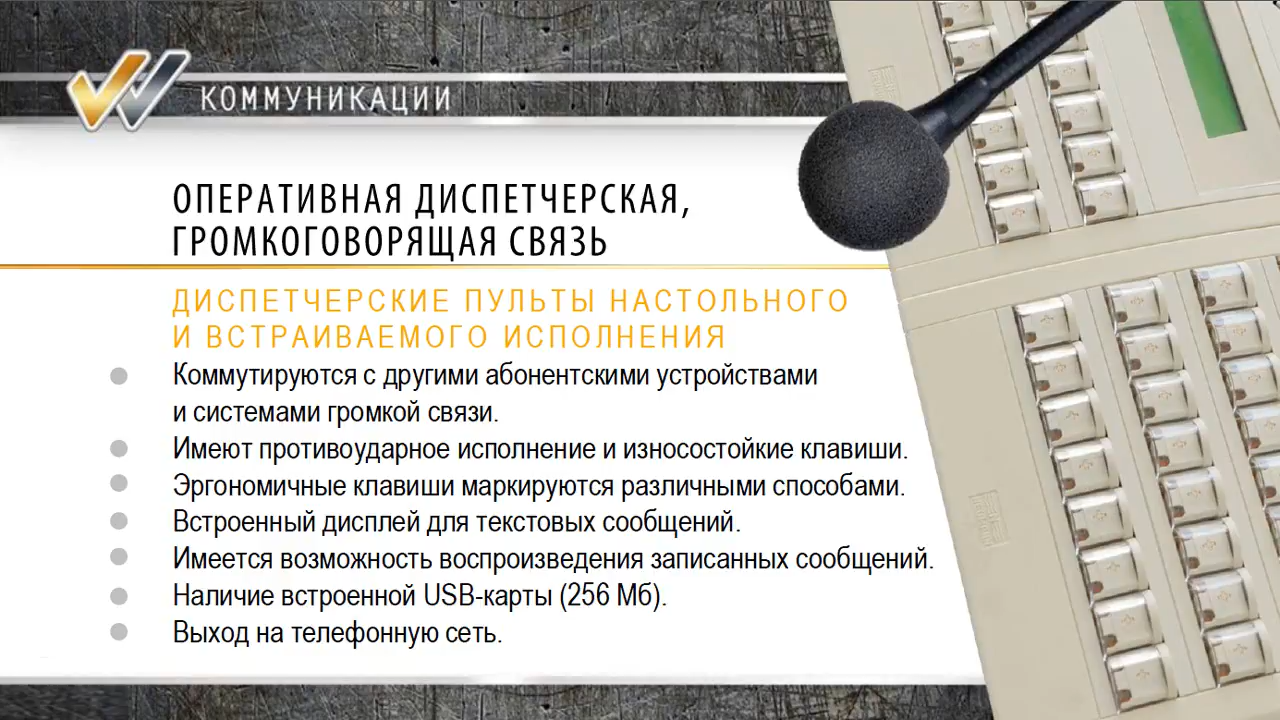 КОММУНИКАЦИИ
ОПЕРАТИВНАЯ ДИСПЕТЧЕРСКАЯ,
ГРОМКОГОВОРЯЩАЯ СВЯЗЬ
ДИСПЕТЧЕРСКИЕ ПУЛЬТЫ НАСТОЛЬНОГО
И ВСТРАИВАЕМОГО ИСПОЛНЕНИЯ
Коммутируются с другими абонентскими устройствами
и системами громкой связи.
Имеют противоударное исполнение и износостойкие клавиши.
Эргономичные клавиши маркируются различными способами.
Встроенный дисплей для текстовых сообщений.
Имеется возможность воспроизведения записанных сообщений.
Наличие встроенной USB-карты (256 Мб).
Выход на телефонную сеть.